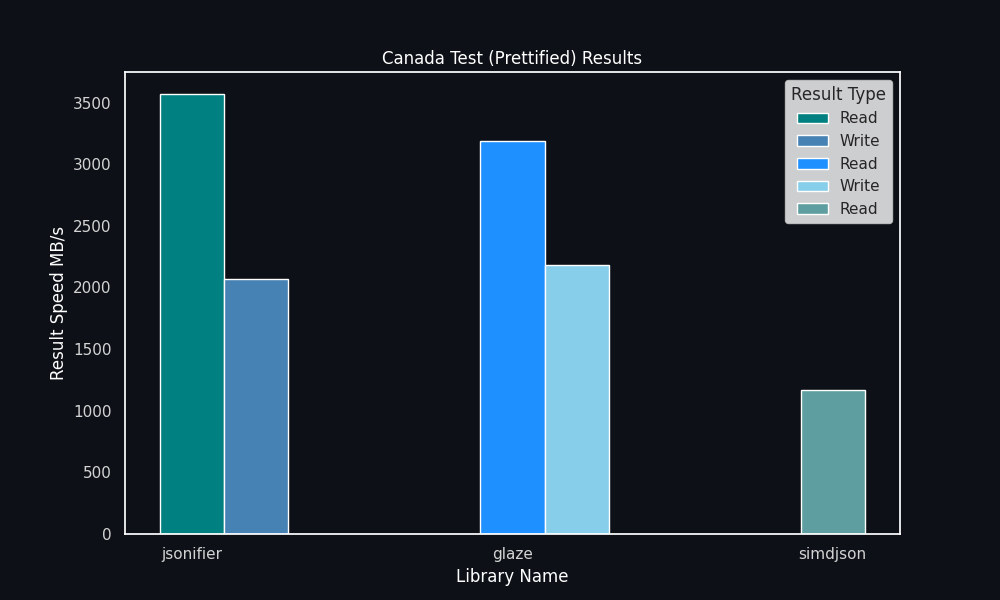 Canada Test (Prettified) Results
Result Type
Read
Write
Read
Write
Read
Result Speed MB/s
3500
3000
2500
2000
1500
1000
500
0
jsonifier glaze simdjson
Library Name